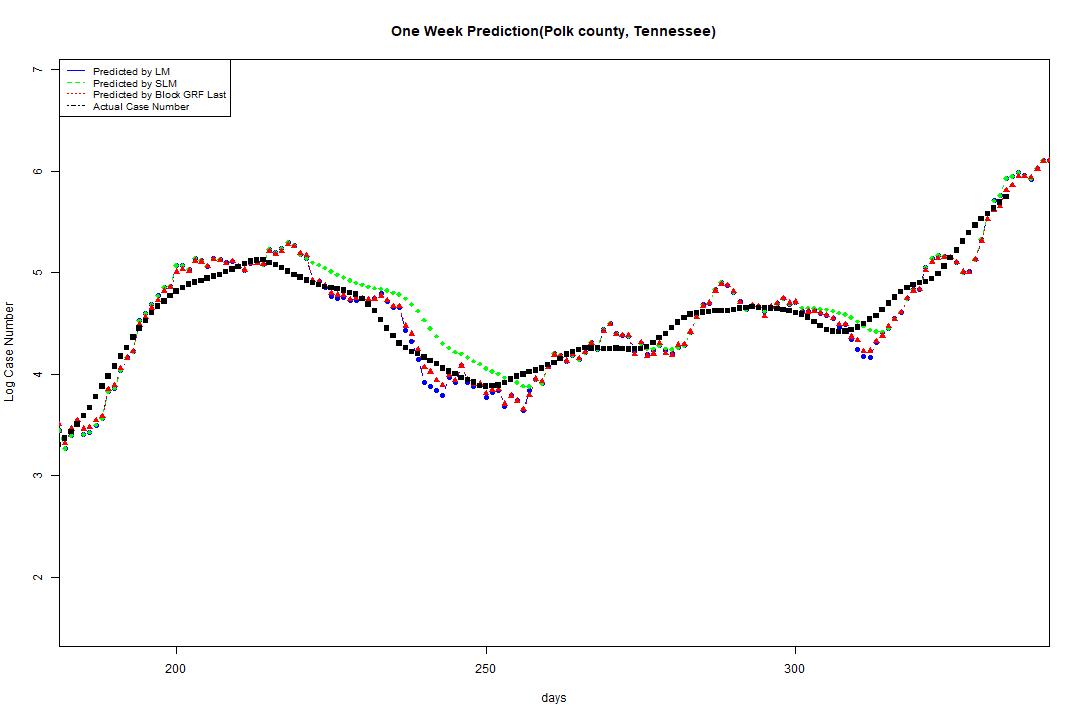 One Week Prediction(Polk county, Tennessee)
Predicted by LM
Predicted by SLM
Predicted by Block GRF Last
Actual Case Number
7
6
5
4
3
2
Log Case Number
200 250 300
days